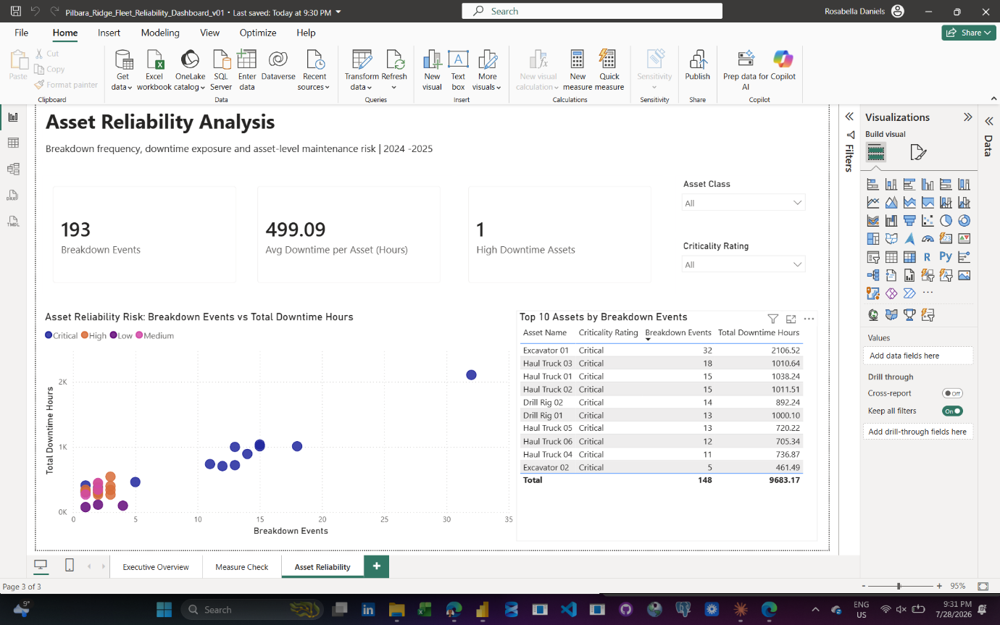 Pilbara_Ridge_Fleet_Reliability_Dashboard_v01 • Last saved: Today at 9:30 PM
Search
Rosabella Daniels
File Home Insert Modeling View Optimize Help
Share
Paste
Cut
Copy
Format painter
Clipboard
Get data
Excel workbook
OneLake catalog
SQL Server
Enter data
Dataverse
Recent sources
Data
Transform data
Refresh
Queries
New visual
Text box
More visuals
Insert
New visual calculation
New measure
Quick measure
Calculations
Sensitivity
Sensitivity
Publish
Share
Prep data for AI
Copilot
Copilot
DAX
TMDL
Asset Reliability Analysis
Breakdown frequency, downtime exposure and asset-level maintenance risk | 2024 -2025
193
Breakdown Events
499.09
Avg Downtime per Asset (Hours)
1
High Downtime Assets
Asset Class
All
Criticality Rating
All
Asset Reliability Risk: Breakdown Events vs Total Downtime Hours
Critical High Low Medium
Total Downtime Hours
2K
1K
0K
0 5 10 15 20 25 30 35
Breakdown Events
Top 10 Assets by Breakdown Events
Asset Name Criticality Rating Breakdown Events Total Downtime Hours
Excavator 01 Critical 32 2106.52
Haul Truck 03 Critical 18 1010.64
Haul Truck 01 Critical 15 1038.24
Haul Truck 02 Critical 15 1011.51
Drill Rig 02 Critical 14 892.24
Drill Rig 01 Critical 13 1000.10
Haul Truck 05 Critical 13 720.22
Haul Truck 06 Critical 12 705.34
Haul Truck 04 Critical 11 736.87
Excavator 02 Critical 5 461.49
Total 148 9683.17
Filters
Visualizations
Build visual
123
R
Py
Values
Add data fields here
Drill through
Cross-report
Off
Keep all filters
On
Add drill-through fields here
Data
Executive Overview
Measure Check
Asset Reliability
Page 3 of 3
- + 95%
9°
Search
in
ENG
US
9:31 PM
7/28/2026